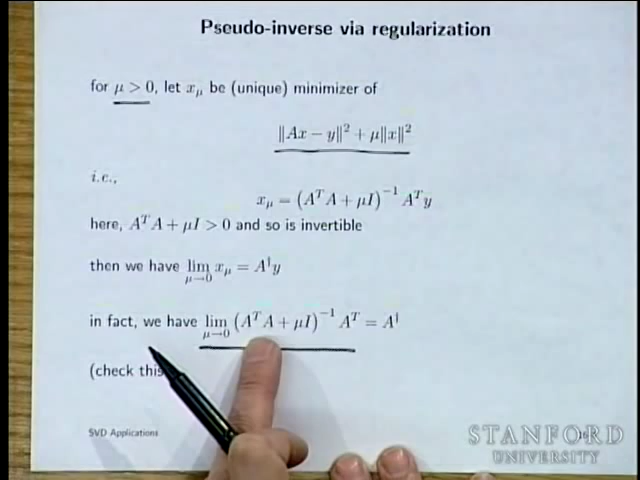 Pseudo-inverse via regularization
for μ > 0, let x_μ be (unique) minimizer of
‖Ax − y‖² + μ‖x‖²
i.e.,
x_μ = (AᵀA + μI)⁻¹ Aᵀy
here, AᵀA + μI > 0 and so is invertible
then we have lim_{μ→0} x_μ = A†y
in fact, we have lim_{μ→0} (AᵀA + μI)⁻¹ Aᵀ = A†
(check this
SVD Applications
STANFORD
UNIVERSITY